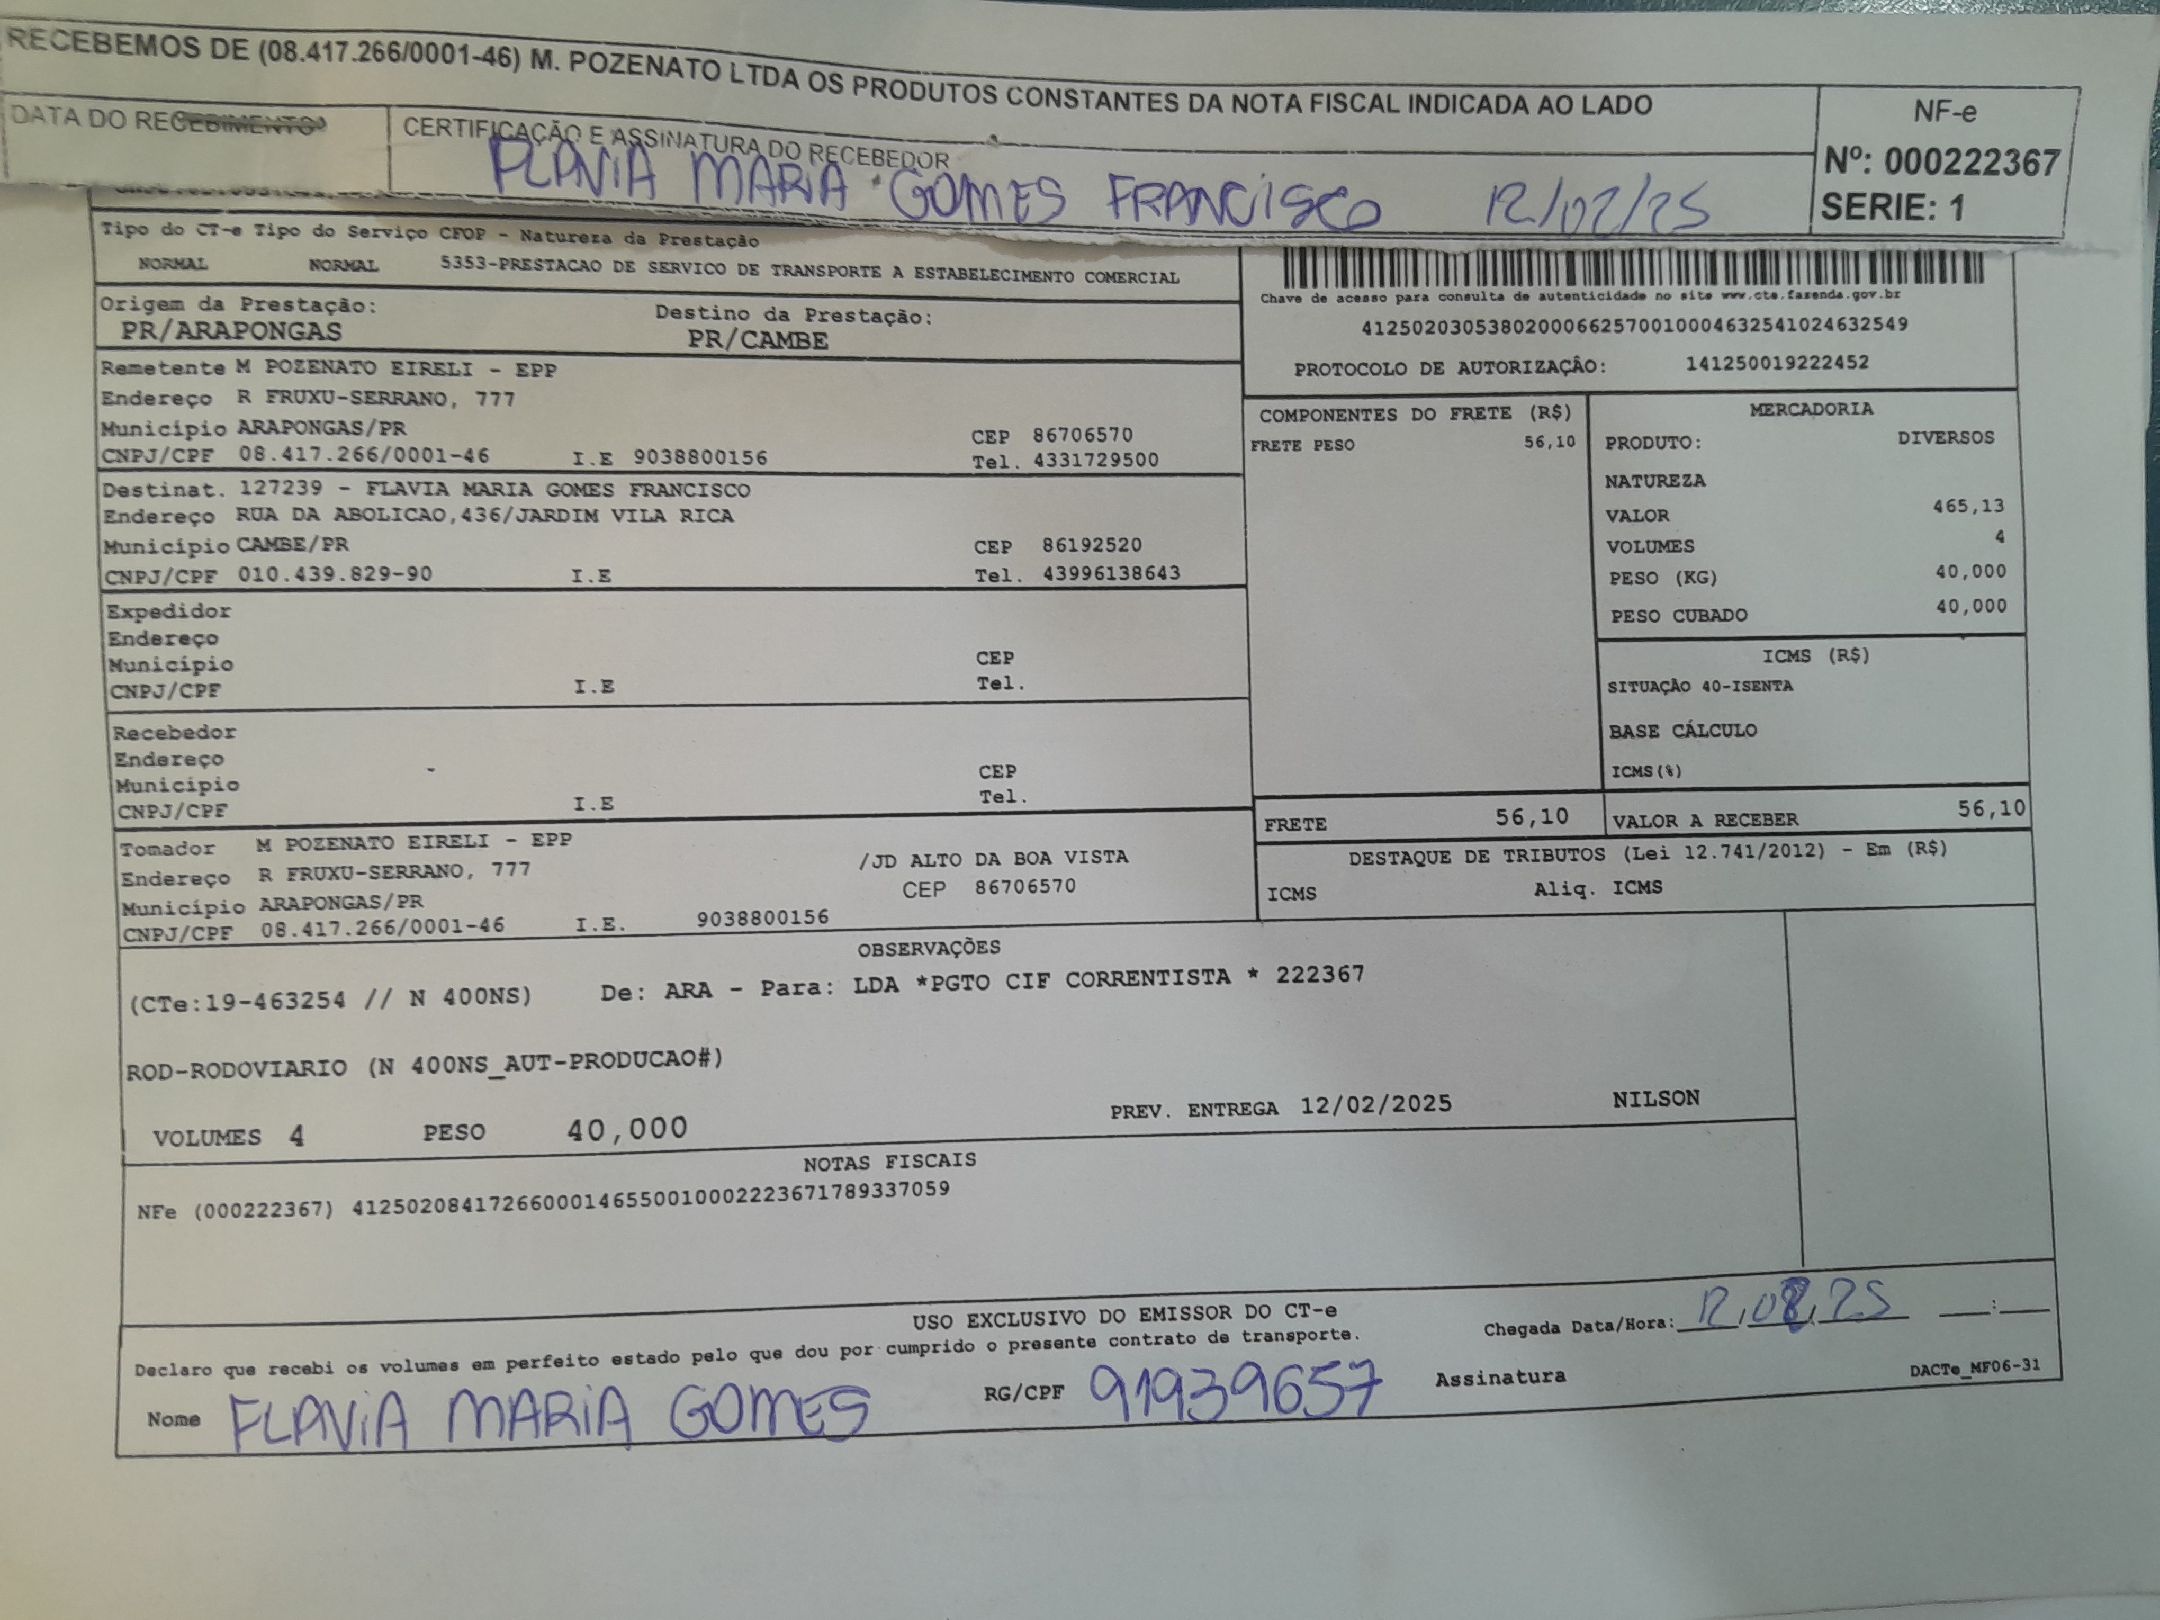 RECEBEMOS DE (08.417.266/0001-46) M. POZENATO LTDA OS PRODUTOS CONSTANTES DA NOTA FISCAL INDICADA AO LADO
NF-e
Nº: 000222367
SERIE: 1
DATA DO RECEBIMENTO
CERTIFICAÇÃO E ASSINATURA DO RECEBEDOR
FLAVIA MARIA GOMES FRANCISCO 12/02/25
Tipo do CT-e Tipo do Serviço CFOP - Natureza da Prestação
NORMAL NORMAL 5353-PRESTACAO DE SERVICO DE TRANSPORTE A ESTABELECIMENTO COMERCIAL
Chave de acesso para consulta de autenticidade no site www.cte.fazenda.gov.br
41250203053802000662570010004632541024632549
PROTOCOLO DE AUTORIZAÇÃO: 141250019222452
Origem da Prestação: Destino da Prestação:
PR/ARAPONGAS PR/CAMBE
Remetente M POZENATO EIRELI - EPP
Endereço R FRUXU-SERRANO, 777
Município ARAPONGAS/PR CEP 86706570
CNPJ/CPF 08.417.266/0001-46 I.E 9038800156 Tel. 4331729500
Destinat. 127239 - FLAVIA MARIA GOMES FRANCISCO
Endereço RUA DA ABOLICAO,436/JARDIM VILA RICA
Município CAMBE/PR CEP 86192520
CNPJ/CPF 010.439.829-90 I.E Tel. 43996138643
Expedidor
Endereço
Município CEP
CNPJ/CPF I.E Tel.
Recebedor
Endereço
Município CEP
CNPJ/CPF I.E Tel.
Tomador M POZENATO EIRELI - EPP
Endereço R FRUXU-SERRANO, 777 /JD ALTO DA BOA VISTA
Município ARAPONGAS/PR CEP 86706570
CNPJ/CPF 08.417.266/0001-46 I.E. 9038800156
COMPONENTES DO FRETE (R$)
FRETE PESO 56,10
MERCADORIA
PRODUTO: DIVERSOS
NATUREZA
VALOR 465,13
VOLUMES 4
PESO (KG) 40,000
PESO CUBADO 40,000
ICMS (R$)
SITUAÇÃO 40-ISENTA
BASE CÁLCULO
ICMS(%)
FRETE 56,10 VALOR A RECEBER 56,10
DESTAQUE DE TRIBUTOS (Lei 12.741/2012) - Em (R$)
ICMS Aliq. ICMS
OBSERVAÇÕES
(CTe:19-463254 // N 400NS) De: ARA - Para: LDA *PGTO CIF CORRENTISTA * 222367
ROD-RODOVIARIO (N 400NS_AUT-PRODUCAO#)
VOLUMES 4 PESO 40,000 PREV. ENTREGA 12/02/2025 NILSON
NOTAS FISCAIS
NFe (000222367) 41250208417266000146550010002223671789337059
USO EXCLUSIVO DO EMISSOR DO CT-e
Declaro que recebi os volumes em perfeito estado pelo que dou por cumprido o presente contrato de transporte.
Chegada Data/Hora: 12,02,25 __:__
Nome FLAVIA MARIA GOMES RG/CPF 91939657 Assinatura
DACTe_MF06-31